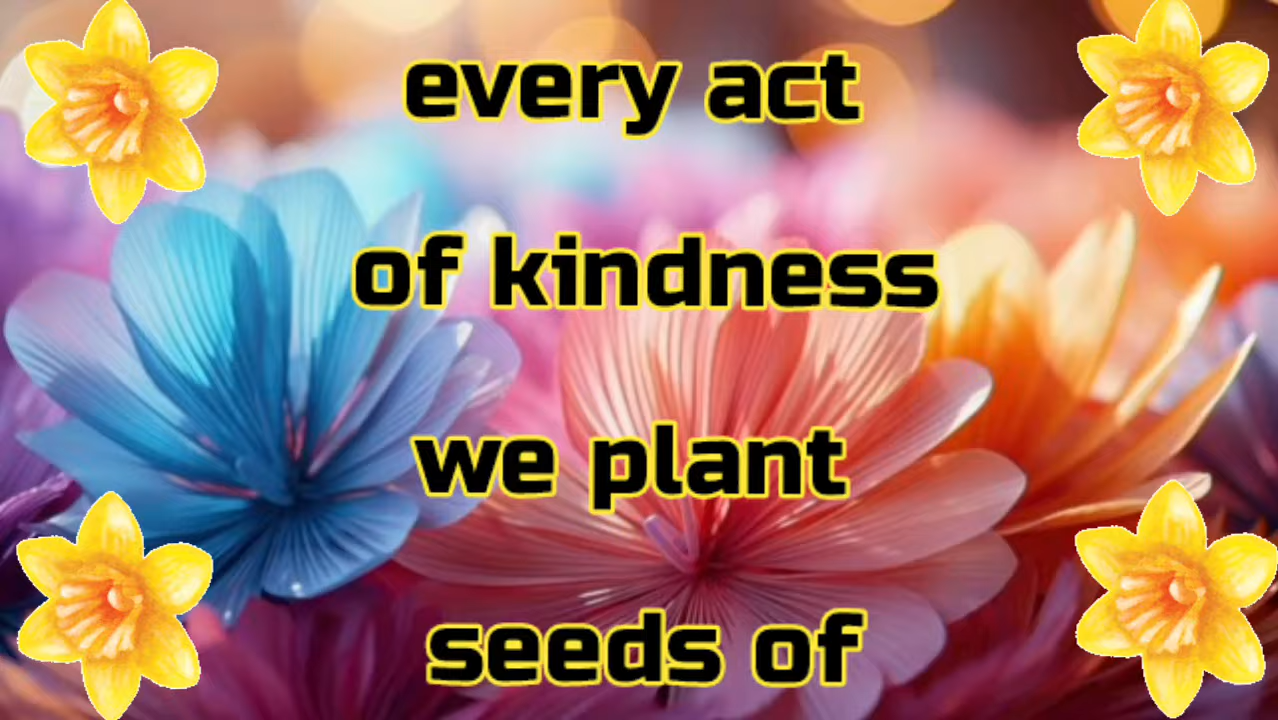 every act
of kindness
we plant
seeds of